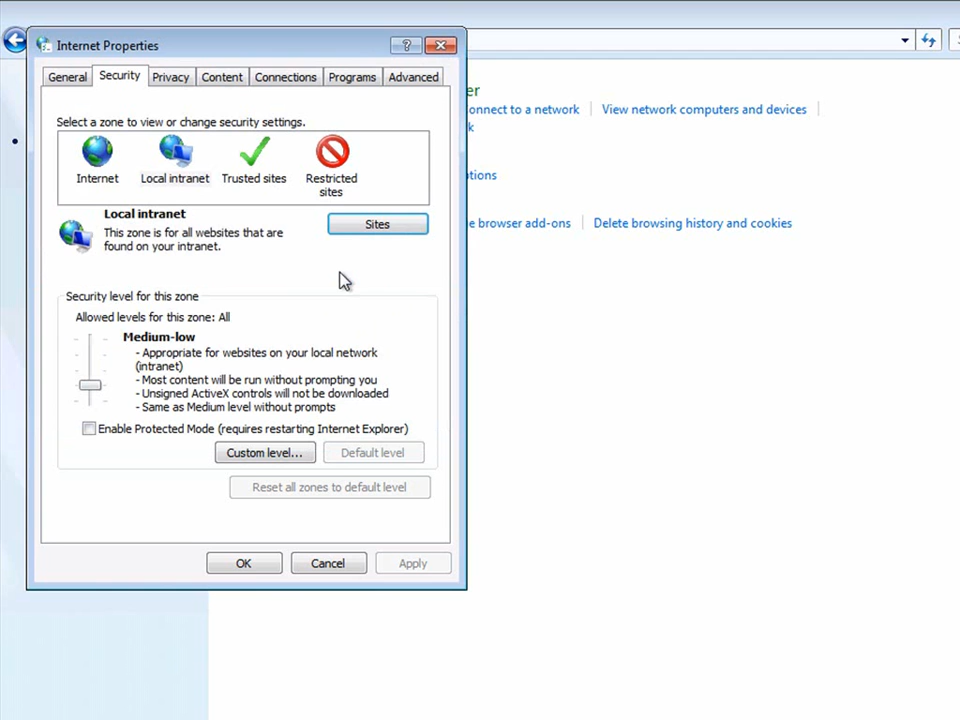 Internet Properties
?
General
Security
Privacy
Content
Connections
Programs
Advanced
Select a zone to view or change security settings.
Internet
Local intranet
Trusted sites
Restricted
sites
Local intranet
This zone is for all websites that are
found on your intranet.
Sites
Security level for this zone
Allowed levels for this zone: All
Medium-low
- Appropriate for websites on your local network
(intranet)
- Most content will be run without prompting you
- Unsigned ActiveX controls will not be downloaded
- Same as Medium level without prompts
Enable Protected Mode (requires restarting Internet Explorer)
Custom level...
Default level
Reset all zones to default level
OK
Cancel
Apply
er
onnect to a network
View network computers and devices
k
ptions
e browser add-ons
Delete browsing history and cookies